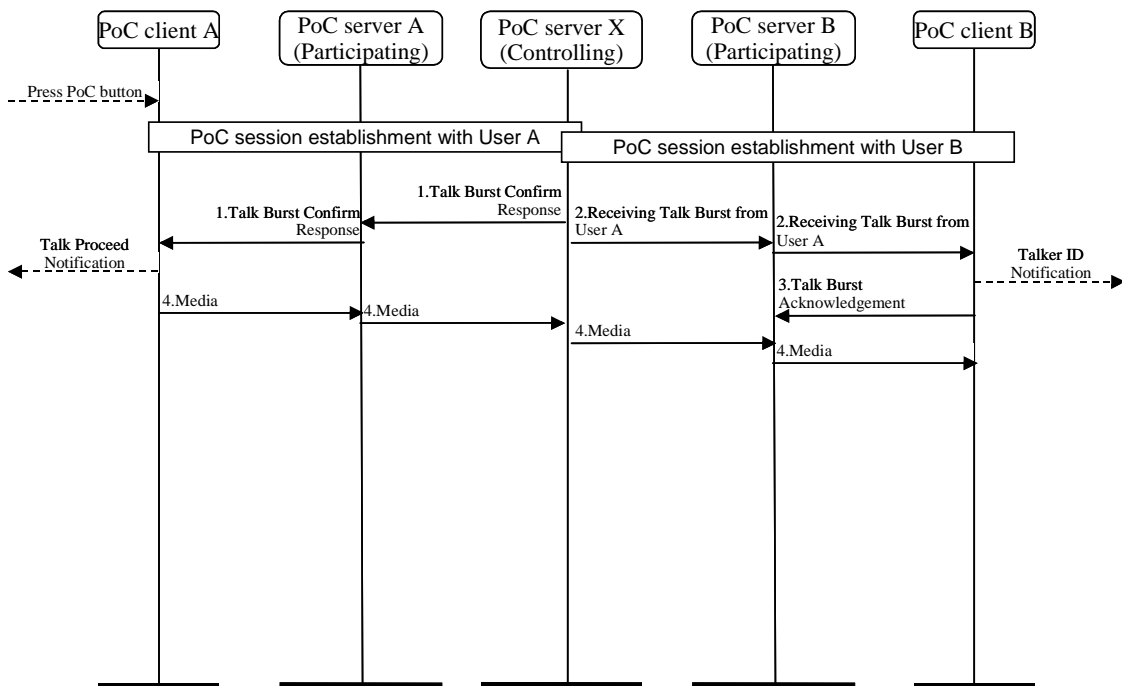 PoC client A
PoC server A
(Participating)
PoC server X
(Controlling)
PoC server B
(Participating)
PoC client B
Press PoC button
PoC session establishment with User A
PoC session establishment with User B
1.Talk Burst Confirm
Response
1.Talk Burst Confirm
Response
2.Receiving Talk Burst from
User A
2.Receiving Talk Burst from
User A
Talk Proceed
Notification
Talker ID
Notification
3.Talk Burst
Acknowledgement
4.Media
4.Media
4.Media
4.Media